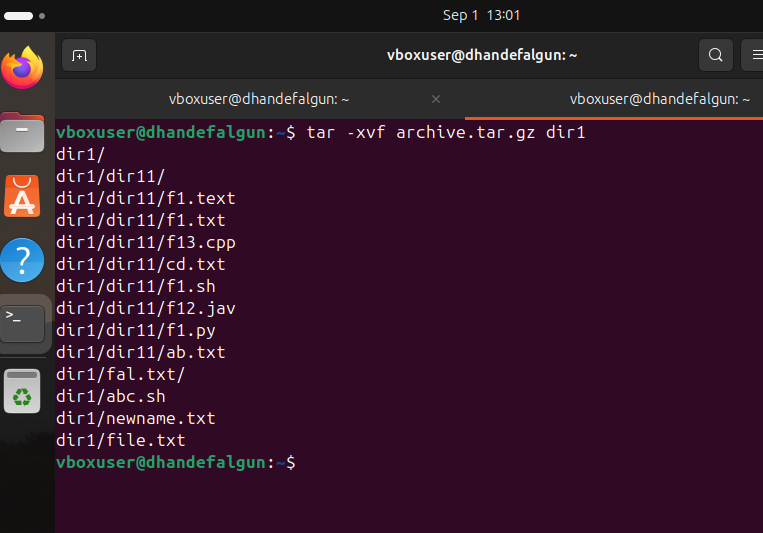 Sep 1 13:01
vboxuser@dhandefalgun: ~
vboxuser@dhandefalgun: ~ × vboxuser@dhandefalgun: ~
vboxuser@dhandefalgun:~$ tar -xvf archive.tar.gz dir1
dir1/
dir1/dir11/
dir1/dir11/f1.text
dir1/dir11/f1.txt
dir1/dir11/f13.cpp
dir1/dir11/cd.txt
dir1/dir11/f1.sh
dir1/dir11/f12.jav
dir1/dir11/f1.py
dir1/dir11/ab.txt
dir1/fal.txt/
dir1/abc.sh
dir1/newname.txt
dir1/file.txt
vboxuser@dhandefalgun:~$